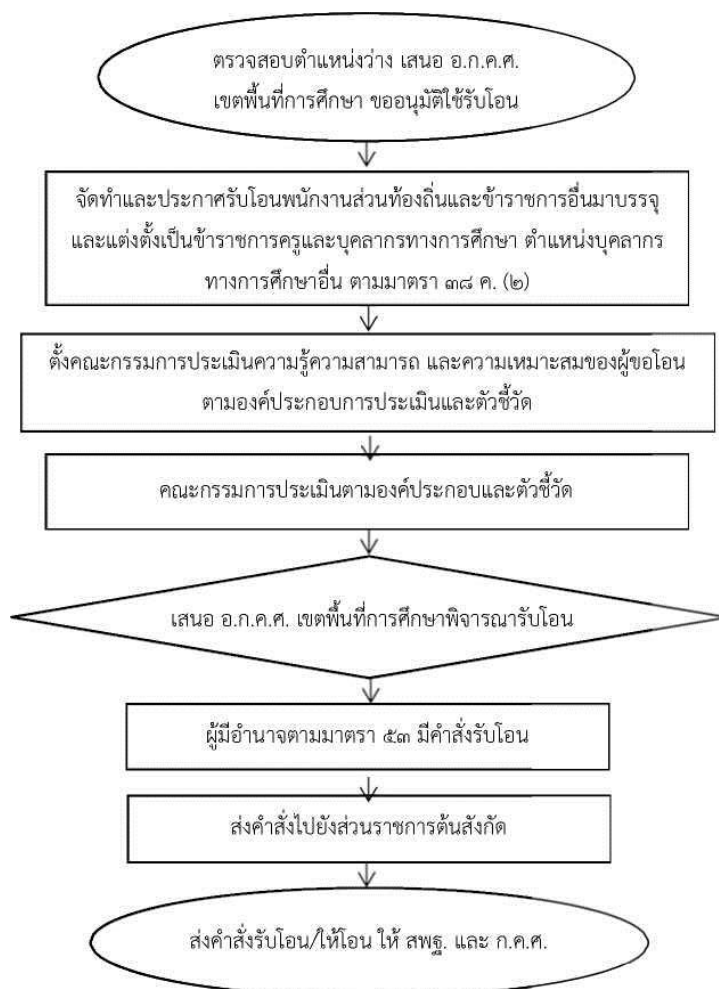 ตรวจสอบตำแหน่งว่าง เสนอ อ.ก.ค.ศ.
เขตพื้นที่การศึกษา ขออนุมัติใช้รับโอน
จัดทำและประกาศรับโอนพนักงานส่วนท้องถิ่นและข้าราชการอื่นมาบรรจุ
และแต่งตั้งเป็นข้าราชการครูและบุคลากรทางการศึกษา ตำแหน่งบุคลากร
ทางการศึกษาอื่น ตามมาตรา ๓๘ ค. (๒)
ตั้งคณะกรรมการประเมินความรู้ความสามารถ และความเหมาะสมของผู้ขอโอน
ตามองค์ประกอบการประเมินและตัวชี้วัด
คณะกรรมการประเมินตามองค์ประกอบและตัวชี้วัด
เสนอ อ.ก.ค.ศ. เขตพื้นที่การศึกษาพิจารณารับโอน
ผู้มีอำนาจตามมาตรา ๕๓ มีคำสั่งรับโอน
ส่งคำสั่งไปยังส่วนราชการต้นสังกัด
ส่งคำสั่งรับโอน/ให้โอน ให้ สพฐ. และ ก.ค.ศ.